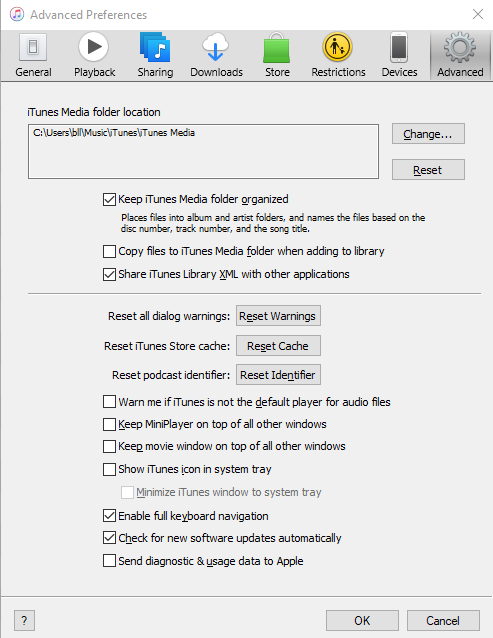 Advanced Preferences
General Playback Sharing Downloads Store Restrictions Devices Advanced
iTunes Media folder location
C:\Users\bll\Music\iTunes\iTunes Media
Change...
Reset
Keep iTunes Media folder organized
Places files into album and artist folders, and names the files based on the
disc number, track number, and the song title.
Copy files to iTunes Media folder when adding to library
Share iTunes Library XML with other applications
Reset all dialog warnings: Reset Warnings
Reset iTunes Store cache: Reset Cache
Reset podcast identifier: Reset Identifier
Warn me if iTunes is not the default player for audio files
Keep MiniPlayer on top of all other windows
Keep movie window on top of all other windows
Show iTunes icon in system tray
Minimize iTunes window to system tray
Enable full keyboard navigation
Check for new software updates automatically
Send diagnostic & usage data to Apple
? OK Cancel